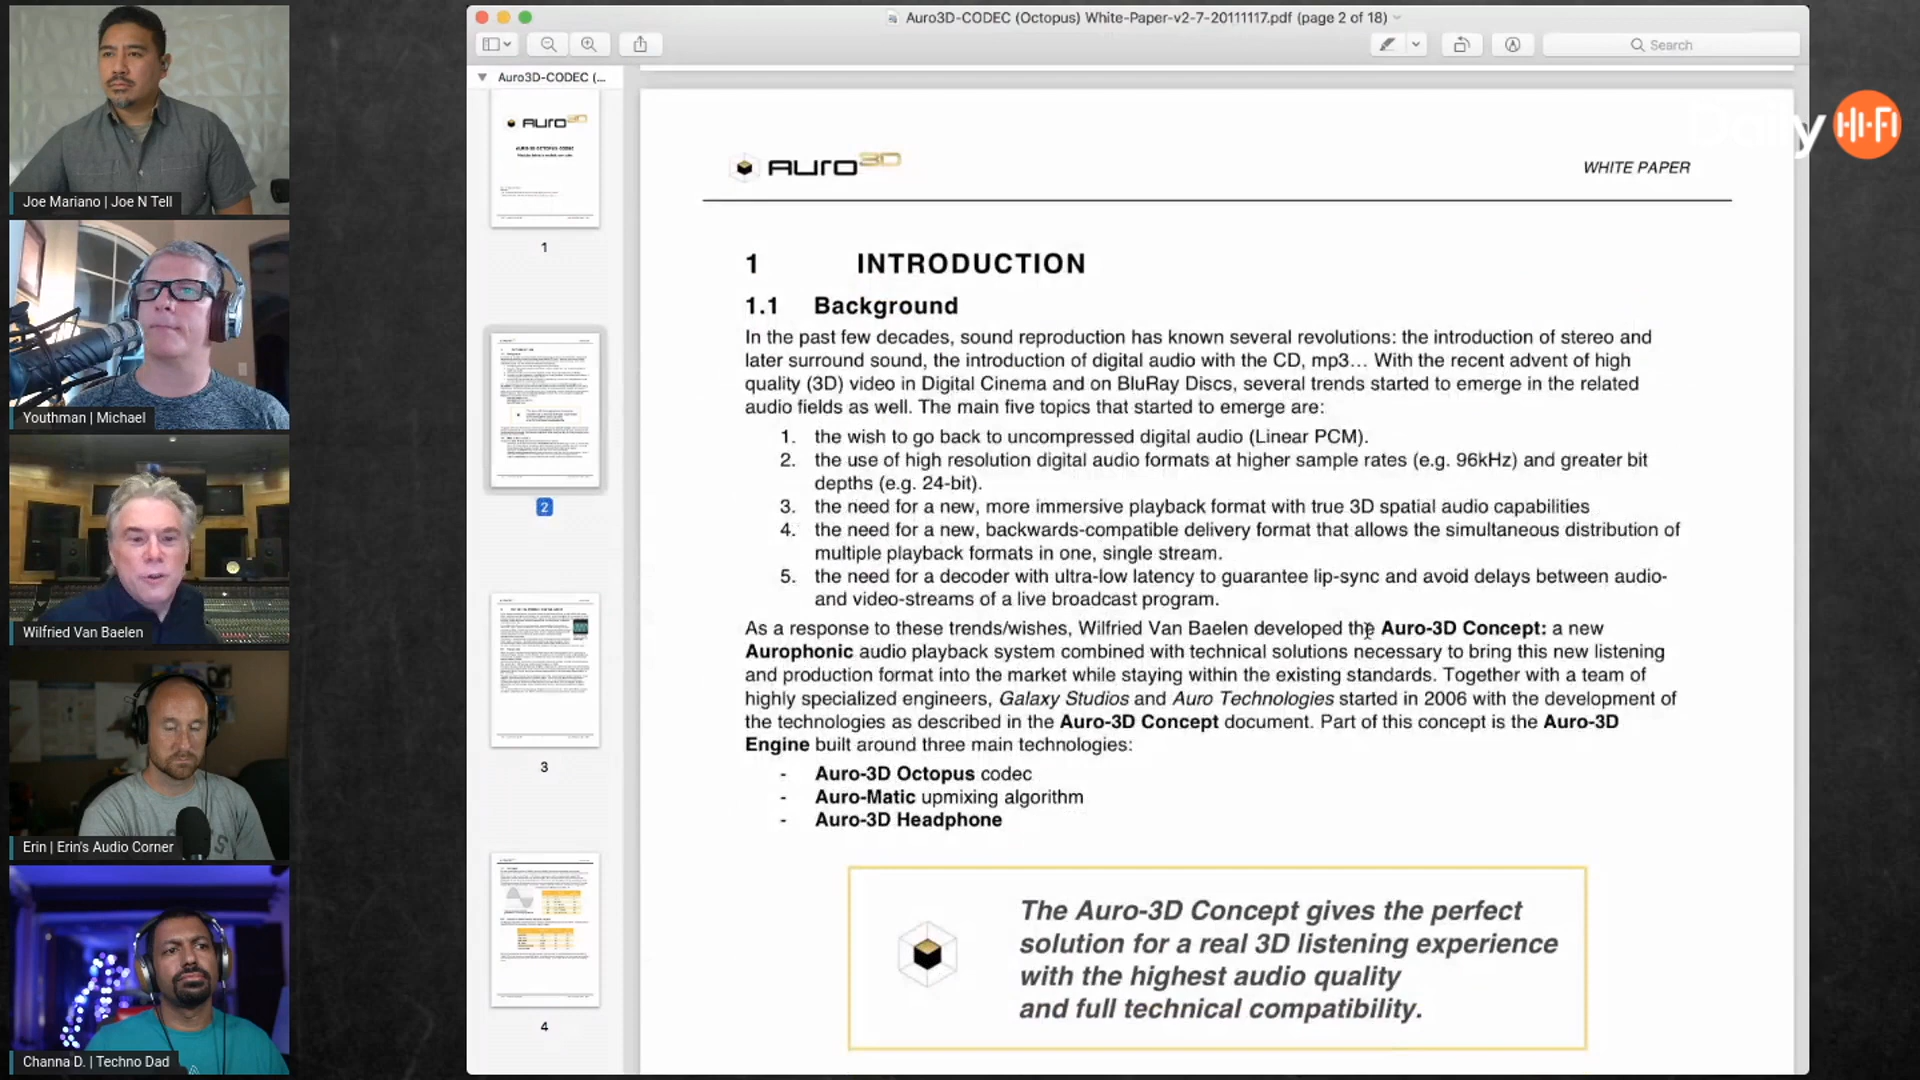 Joe Mariano | Joe N Tell
Youthman | Michael
Wilfried Van Baelen
Erin | Erin's Audio Corner
Channa D. | Techno Dad
Auro3D-CODEC (Octopus) White-Paper-v2-7-20111117.pdf (page 2 of 18)
Search
Auro3D-CODEC (...
AURO 3D
1
2
3
4
Daily HI-FI
AURO 3D
WHITE PAPER
1 INTRODUCTION
1.1 Background
In the past few decades, sound reproduction has known several revolutions: the introduction of stereo and
later surround sound, the introduction of digital audio with the CD, mp3... With the recent advent of high
quality (3D) video in Digital Cinema and on BluRay Discs, several trends started to emerge in the related
audio fields as well. The main five topics that started to emerge are:
1. the wish to go back to uncompressed digital audio (Linear PCM).
2. the use of high resolution digital audio formats at higher sample rates (e.g. 96kHz) and greater bit
depths (e.g. 24-bit).
3. the need for a new, more immersive playback format with true 3D spatial audio capabilities
4. the need for a new, backwards-compatible delivery format that allows the simultaneous distribution of
multiple playback formats in one, single stream.
5. the need for a decoder with ultra-low latency to guarantee lip-sync and avoid delays between audio-
and video-streams of a live broadcast program.
As a response to these trends/wishes, Wilfried Van Baelen developed the Auro-3D Concept: a new
Aurophonic audio playback system combined with technical solutions necessary to bring this new listening
and production format into the market while staying within the existing standards. Together with a team of
highly specialized engineers, Galaxy Studios and Auro Technologies started in 2006 with the development of
the technologies as described in the Auro-3D Concept document. Part of this concept is the Auro-3D
Engine built around three main technologies:
- Auro-3D Octopus codec
- Auro-Matic upmixing algorithm
- Auro-3D Headphone
The Auro-3D Concept gives the perfect
solution for a real 3D listening experience
with the highest audio quality
and full technical compatibility.